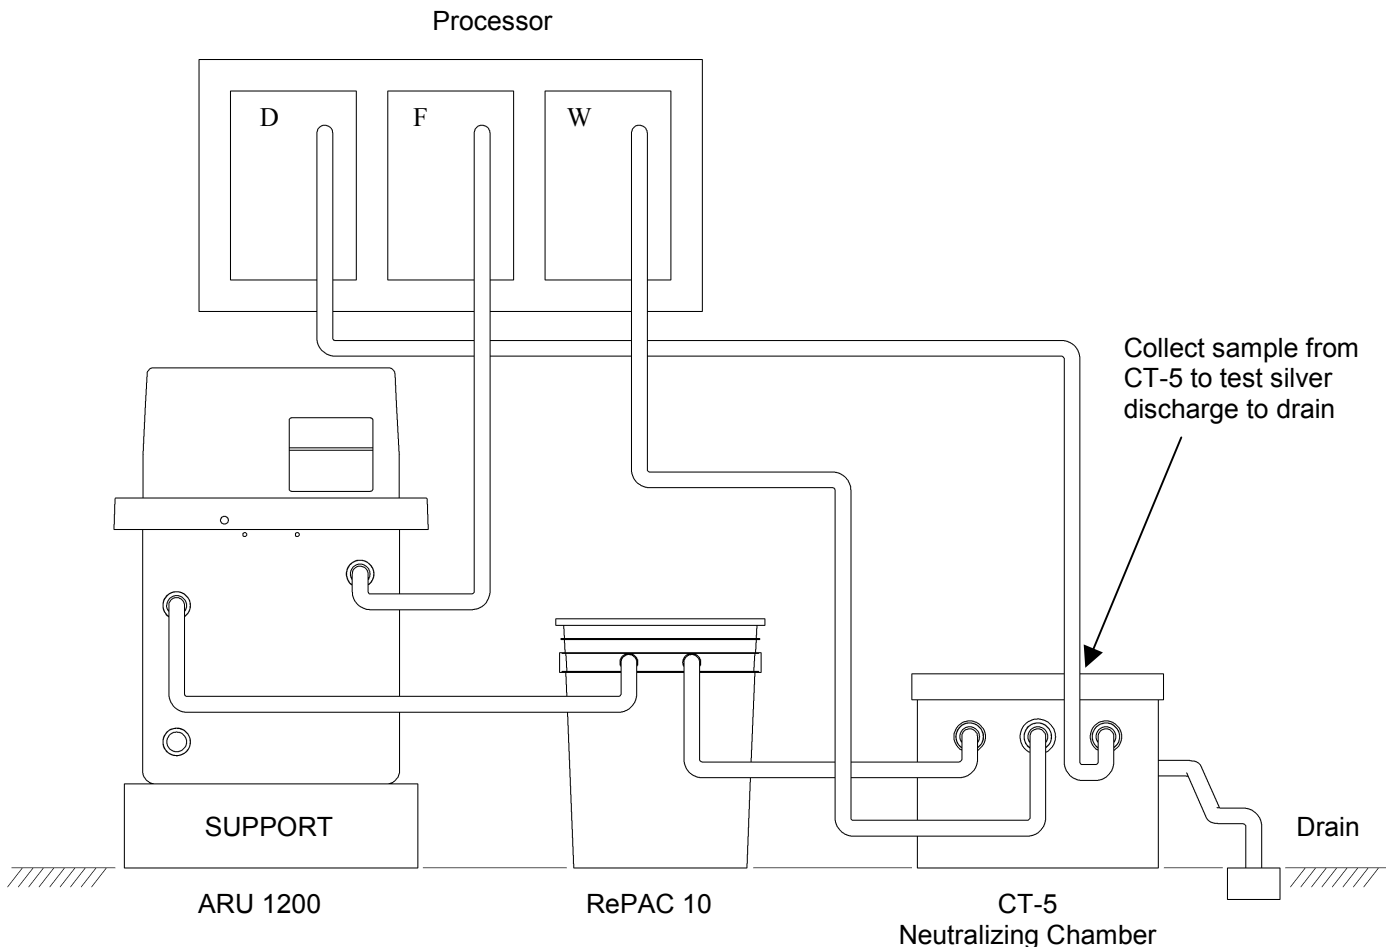 Processor
D
F
W
Collect sample from
CT-5 to test silver
discharge to drain
SUPPORT
Drain
ARU 1200
RePAC 10
CT-5
Neutralizing Chamber